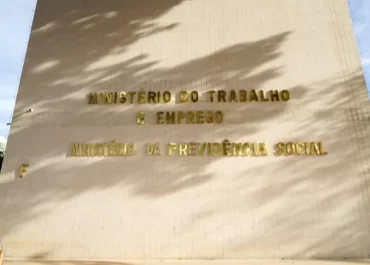 MINISTÉRIO DO TRABALHO
E EMPREGO
MINISTÉRIO DA PREVIDÊNCIA SOCIAL
F